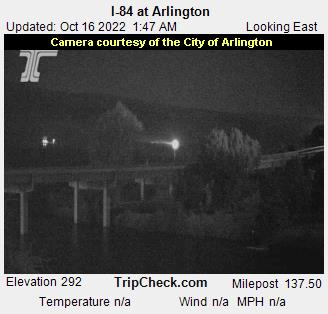 I-84 at Arlington
Updated: Oct 16 2022 1:47 AM Looking East
Camera courtesy of the City of Arlington
Elevation 292 TripCheck.com Milepost 137.50
Temperature n/a Wind n/a MPH n/a